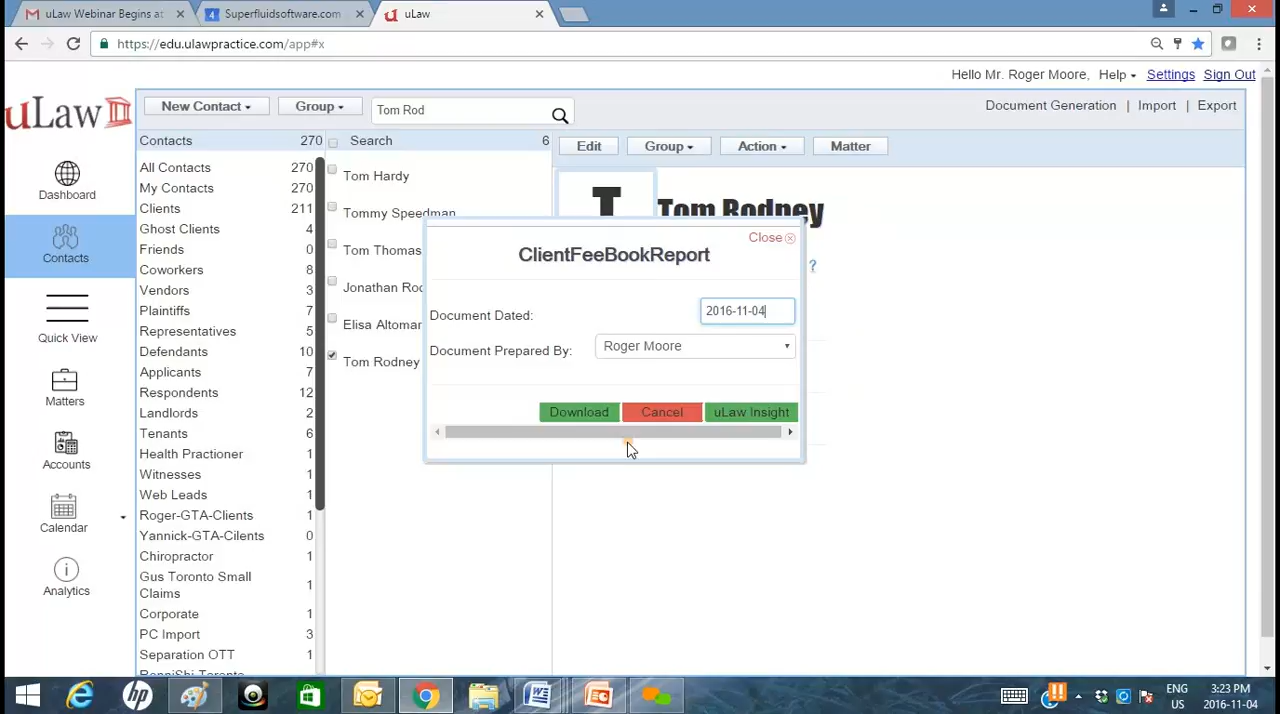 uLaw Webinar Begins at
Superfluidsoftware.com
uLaw
https://edu.ulawpractice.com/app#x
Hello Mr. Roger Moore, Help Settings Sign Out
uLaw
New Contact
Group
Tom Rod
Document Generation | Import | Export
Contacts 270
Search 6
Edit
Group
Action
Matter
All Contacts 270
My Contacts 270
Clients 211
Ghost Clients 4
Friends 0
Coworkers 8
Vendors 3
Plaintiffs 7
Representatives 5
Defendants 10
Applicants 7
Respondents 12
Landlords 2
Tenants 6
Health Practioner 1
Witnesses 1
Web Leads 1
Roger-GTA-Clients 1
Yannick-GTA-Cilents 0
Chiropractor 1
Gus Toronto Small
Claims 1
Corporate 1
PC Import 3
Separation OTT 1
Dashboard
Contacts
Quick View
Matters
Accounts
Calendar
Analytics
Tom Hardy
Tommy Speedman
Tom Thomas
Jonathan Ro
Elisa Altoma
Tom Rodney
T
Tom Rodney
?
Close
ClientFeeBookReport
Document Dated: 2016-11-04
Document Prepared By: Roger Moore
Download
Cancel
uLaw Insight
hp
ENG
US
3:23 PM
2016-11-04